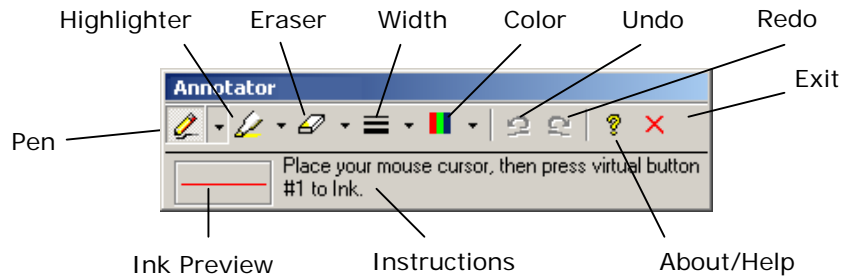 Highlighter Eraser Width Color Undo Redo
Exit
Annotator
Pen
Place your mouse cursor, then press virtual button
#1 to Ink.
Ink Preview Instructions About/Help